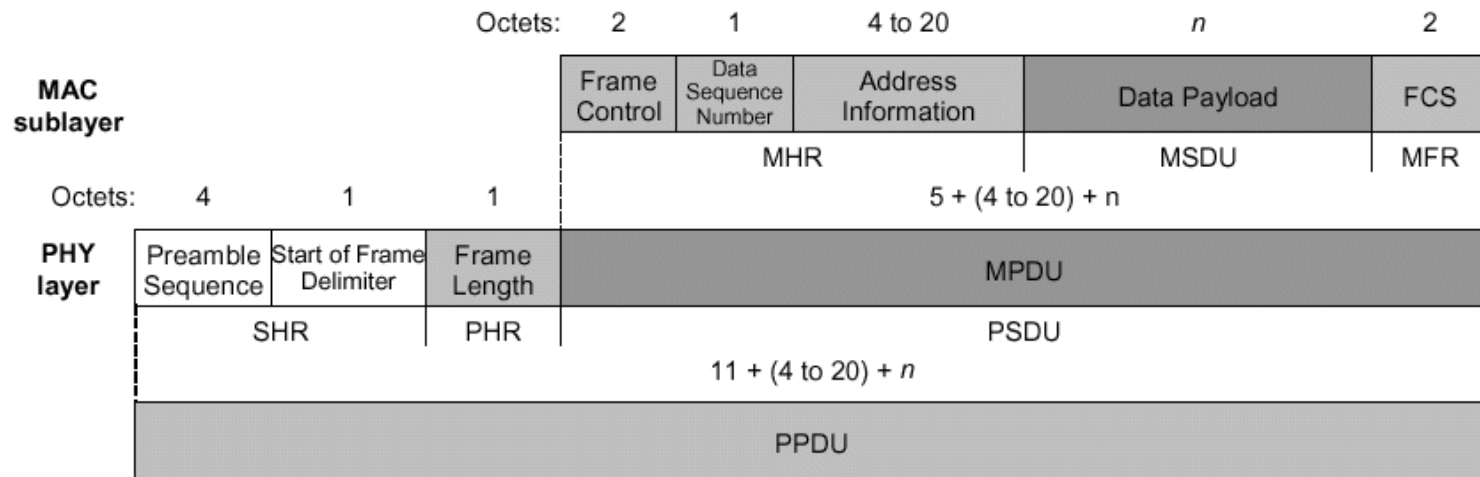 Octets: 2 1 4 to 20 n 2
MAC sublayer
Frame Control
Data Sequence Number
Address Information
Data Payload
FCS
MHR MSDU MFR
Octets: 4 1 1 5 + (4 to 20) + n
PHY layer
Preamble Sequence
Start of Frame Delimiter
Frame Length
MPDU
SHR PHR PSDU
11 + (4 to 20) + n
PPDU